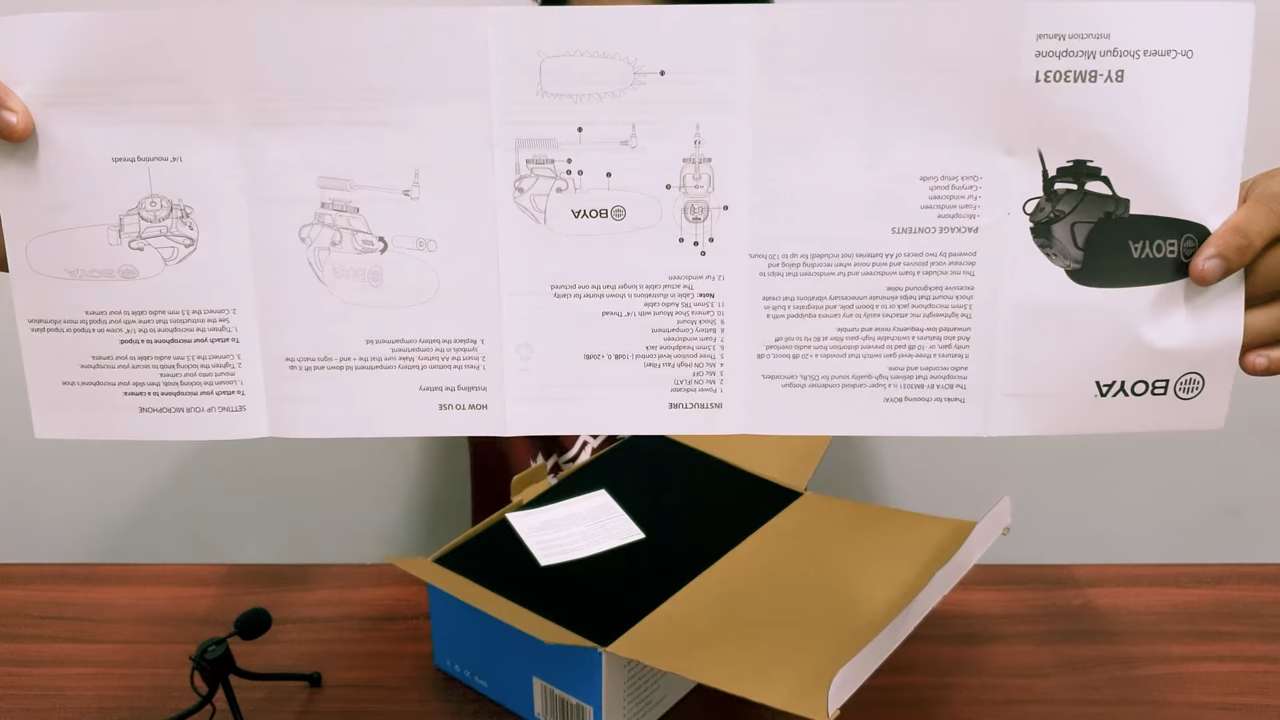 BOYA®
BOYA
BY-BM3031
On-Camera Shotgun Microphone
Instruction Manual
Thanks for choosing BOYA!
The BOYA BY-BM3031 is a super-cardioid condenser shotgun
microphone that delivers high-quality sound for DSLRs, camcorders,
audio recorders and more.
It features a three-level gain switch that provides a +20 dB boost, 0 dB
unity gain, or -10 dB pad to prevent distortion from audio overload.
And also features a switchable high-pass filter at 80 Hz to roll off
unwanted low-frequency noise and rumble.
The lightweight mic attaches easily to any camera equipped with a
shock mount that helps eliminate unnecessary vibrations that create
3.5mm microphone jack or to a boom pole, and integrates a built-in
excessive background noise.
This mic include a foam windscreen and fur windscreen that helps to
decrease vocal plosives and wind noise when recording dialog and
powered by two pieces of AA batteries (not included) for up to 120 hours.
PACKAGE CONTENTS
• Microphone
• Foam windscreen
• Fur windscreen
• Carrying pouch
• Quick Setup Guide
STRUCTURE
1. Power Indicator
2. Mic ON (FLAT)
3. Mic OFF
4. Mic ON High Pass Filter
5. Three position level control (-10dB, 0, +20dB)
6. 3.5mm headphone Jack
7. Foam windscreen
8. Battery Compartment
9. Shock Mount
10. Camera Shoe Mount with 1/4" Thread
11. 3.5mm TRS Audio Cable
Note: Cable in illustrations is shown shorter for clarity
The actual cable is longer than the one pictured.
12. Fur windscreen
BOYA
HOW TO USE
Installing the battery
1. Press the bottom of battery compartment lid down and lift it up.
2. Insert the AA battery. Make sure that the + and – signs match the
symbols in the compartment.
3. Replace the battery compartment lid
BOYA
SETTING UP YOUR MICROPHONE
To attach your microphone to a camera:
1. Loosen the locking knob, then slide your microphone's shoe
mount onto your camera
2. Tighten the locking knob to secure your microphone.
3. Connect the 3.5 mm audio cable to your camera.
To attach your microphone to a tripod:
1. Tighten the microphone to the 1/4" screw on a tripod or tripod plate.
See the instructions that came with your tripod for more information
2. Connect the 3.5 mm audio cable to your camera
BOYA
1/4" mounting threads